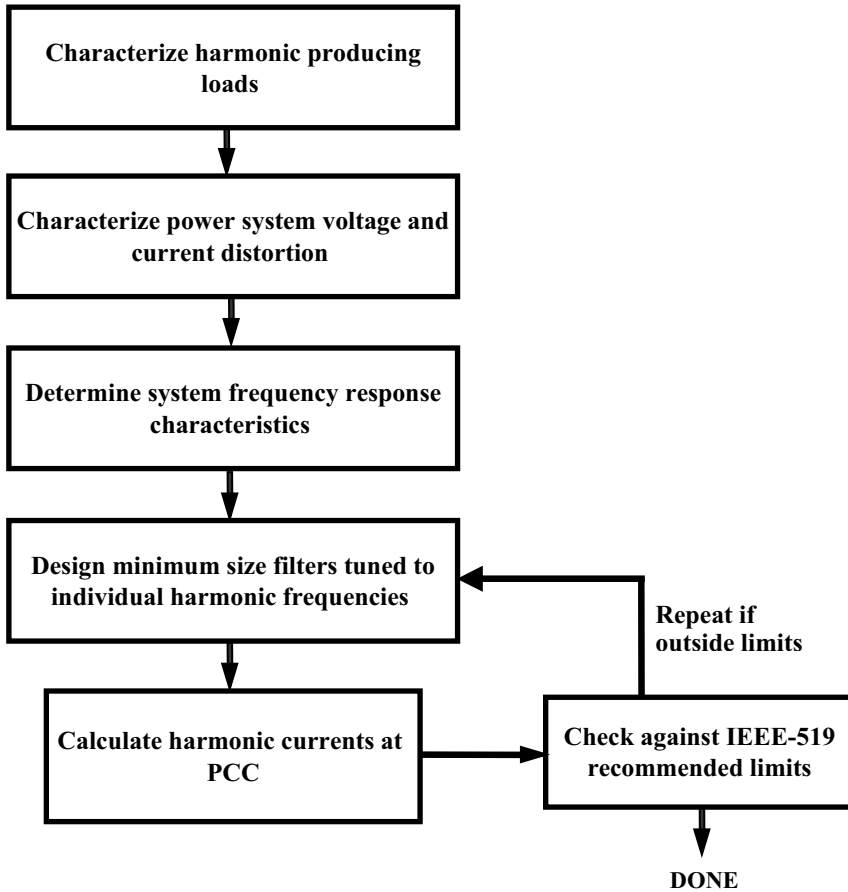 Characterize harmonic producing
loads
Characterize power system voltage and
current distortion
Determine system frequency response
characteristics
Design minimum size filters tuned to
individual harmonic frequencies
Repeat if
outside limits
Calculate harmonic currents at
PCC
Check against IEEE-519
recommended limits
DONE